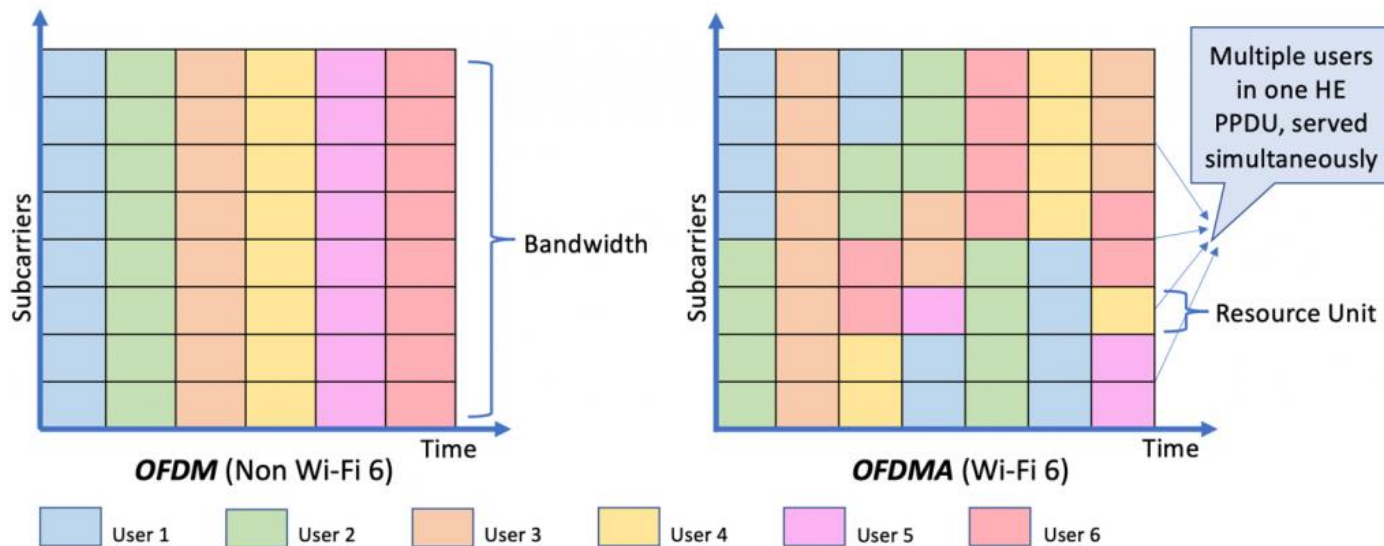 Subcarriers
Bandwidth
Time
OFDM (Non Wi-Fi 6)
Subcarriers
Multiple users
in one HE
PPDU, served
simultaneously
Resource Unit
Time
OFDMA (Wi-Fi 6)
User 1
User 2
User 3
User 4
User 5
User 6